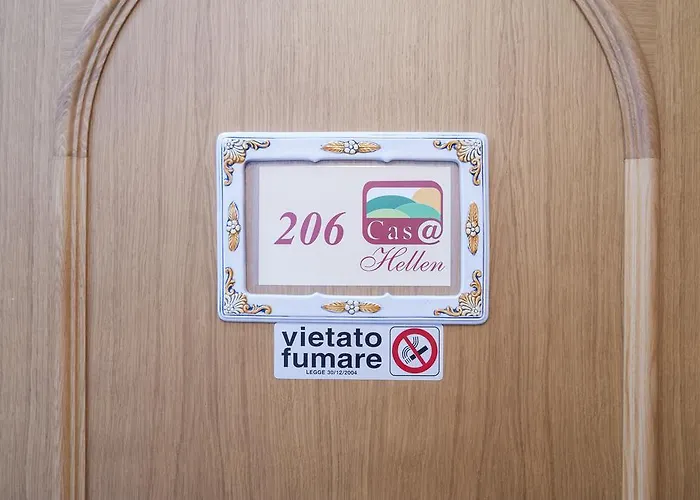 206
Cas@
Hellen
vietato
fumare
LEGGE 30/12/2004